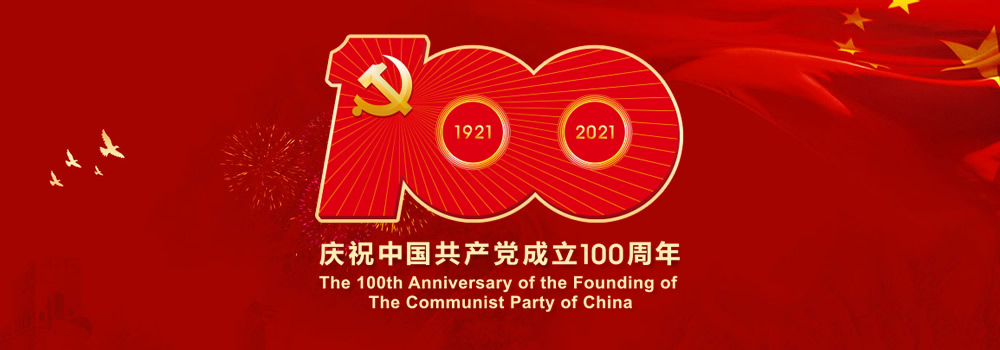 100
1921
2021
庆祝中国共产党成立100周年
The 100th Anniversary of the Founding of
The Communist Party of China